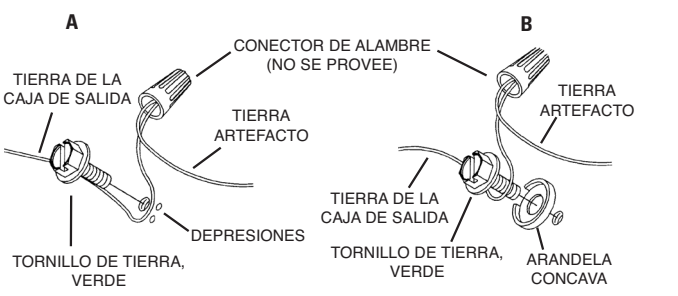 A
B
CONECTOR DE ALAMBRE
(NO SE PROVEE)
TIERRA DE LA
CAJA DE SALIDA
TIERRA
ARTEFACTO
TIERRA
ARTEFACTO
TIERRA DE LA
CAJA DE SALIDA
DEPRESIONES
TORNILLO DE TIERRA,
VERDE
TORNILLO DE TIERRA,
VERDE
ARANDELA
CONCAVA